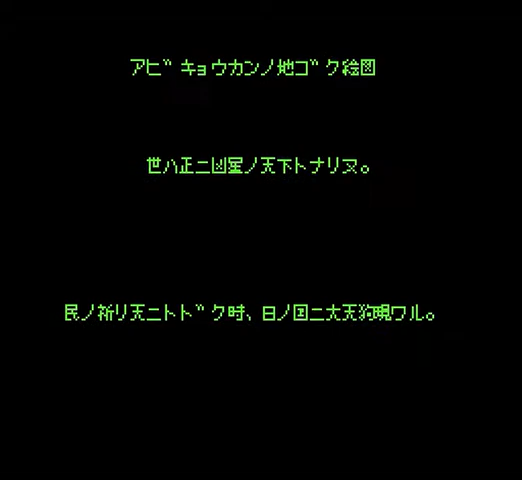 アビキョウカンノ地ゴク絵図
世ハ正ニ凶星ノ天下トナリヌ。
民ノ祈リ天ニトドク時、日ノ国ニ大天狗現ワル。